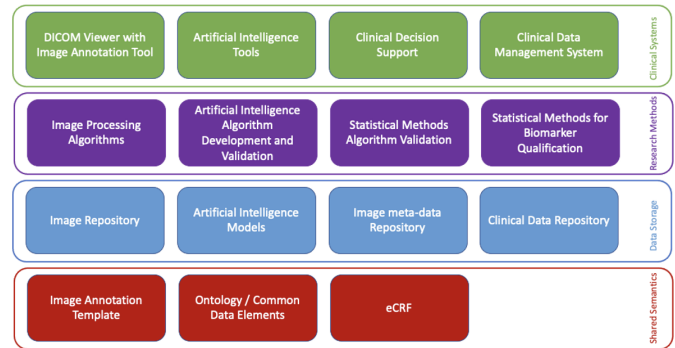 DICOM Viewer with
Image Annotation Tool
Artificial Intelligence
Tools
Clinical Decision
Support
Clinical Data
Management System
Clinical Systems
Image Processing
Algorithms
Artificial Intelligence
Algorithm
Development and
Validation
Statistical Methods
Algorithm Validation
Statistical Methods for
Biomarker
Qualification
Research Methods
Image Repository
Artificial Intelligence
Models
Image meta-data
Repository
Clinical Data Repository
Data Storage
Image Annotation
Template
Ontology / Common
Data Elements
eCRF
Shared Semantics